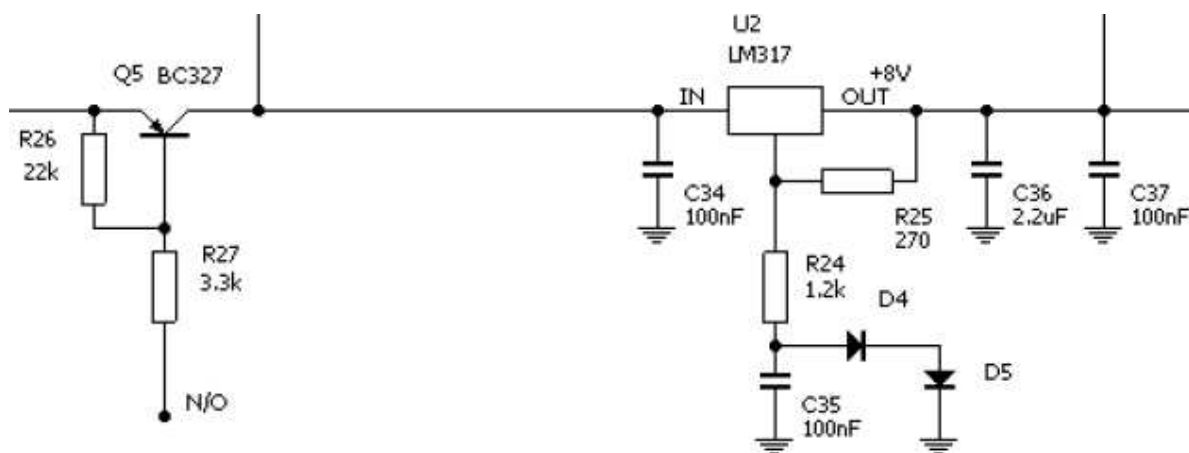 U2
LM317
Q5 BC327
+8V
IN
OUT
R26
22k
C34
100nF
R25
270
C36
2.2uF
C37
100nF
R27
3.3k
R24
1.2k
D4
N/O
D5
C35
100nF